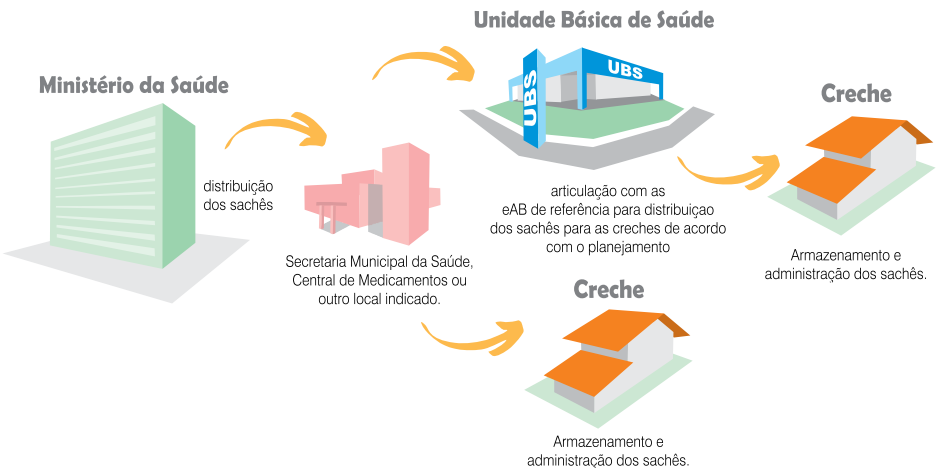 Unidade Básica de Saúde
Ministério da Saúde
UBS
UBS
Creche
distribuição
dos sachês
articulação com as
eAB de referência para distribuiçao
dos sachês para as creches de acordo
com o planejamento
Secretaria Municipal da Saúde,
Central de Medicamentos ou
outro local indicado.
Armazenamento e
administração dos sachês.
Creche
Armazenamento e
administração dos sachês.